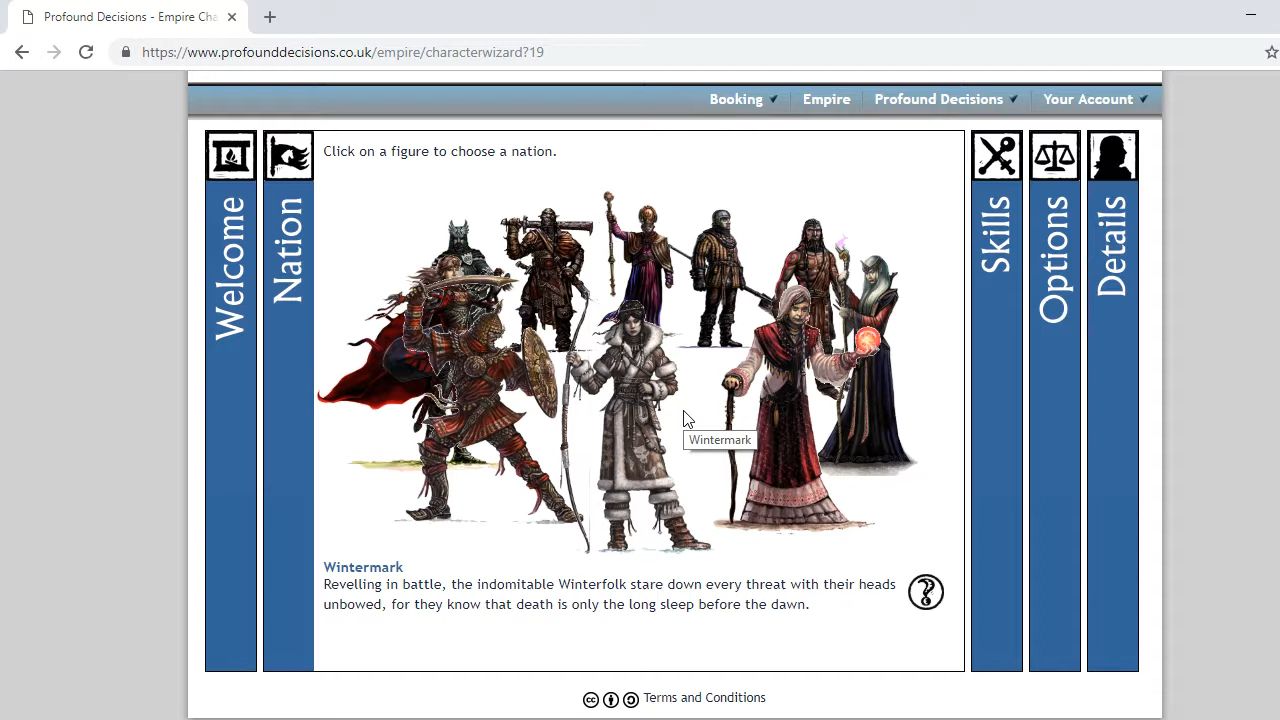 Profound Decisions - Empire Cha
https://www.profounddecisions.co.uk/empire/characterwizard?19
Booking Empire Profound Decisions Your Account
Welcome
Nation
Click on a figure to choose a nation.
Wintermark
Wintermark
Revelling in battle, the indomitable Winterfolk stare down every threat with their heads
unbowed, for they know that death is only the long sleep before the dawn.
Skills
Options
Details
Terms and Conditions